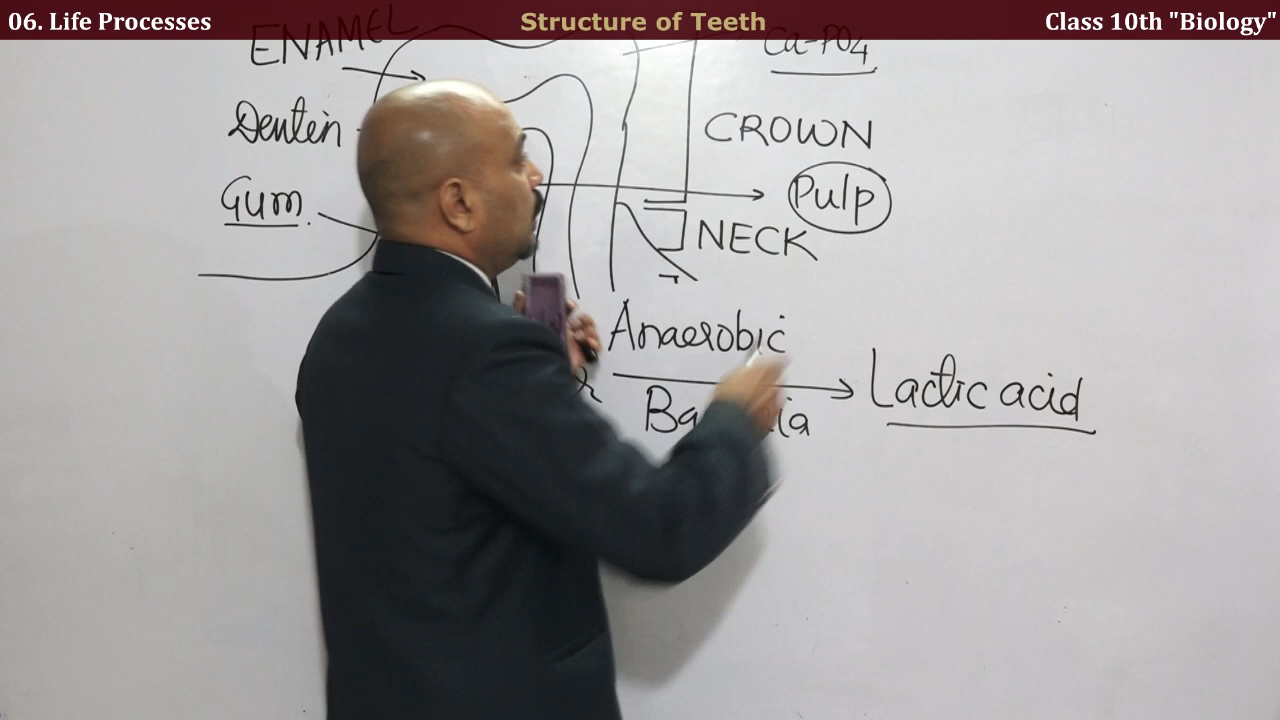 06. Life Processes
Structure of Teeth
Class 10th "Biology"
ENAMEL
Ca-PO4
Dentin
CROWN
Gum.
Pulp
NECK
Anaerobic
Lactic acid